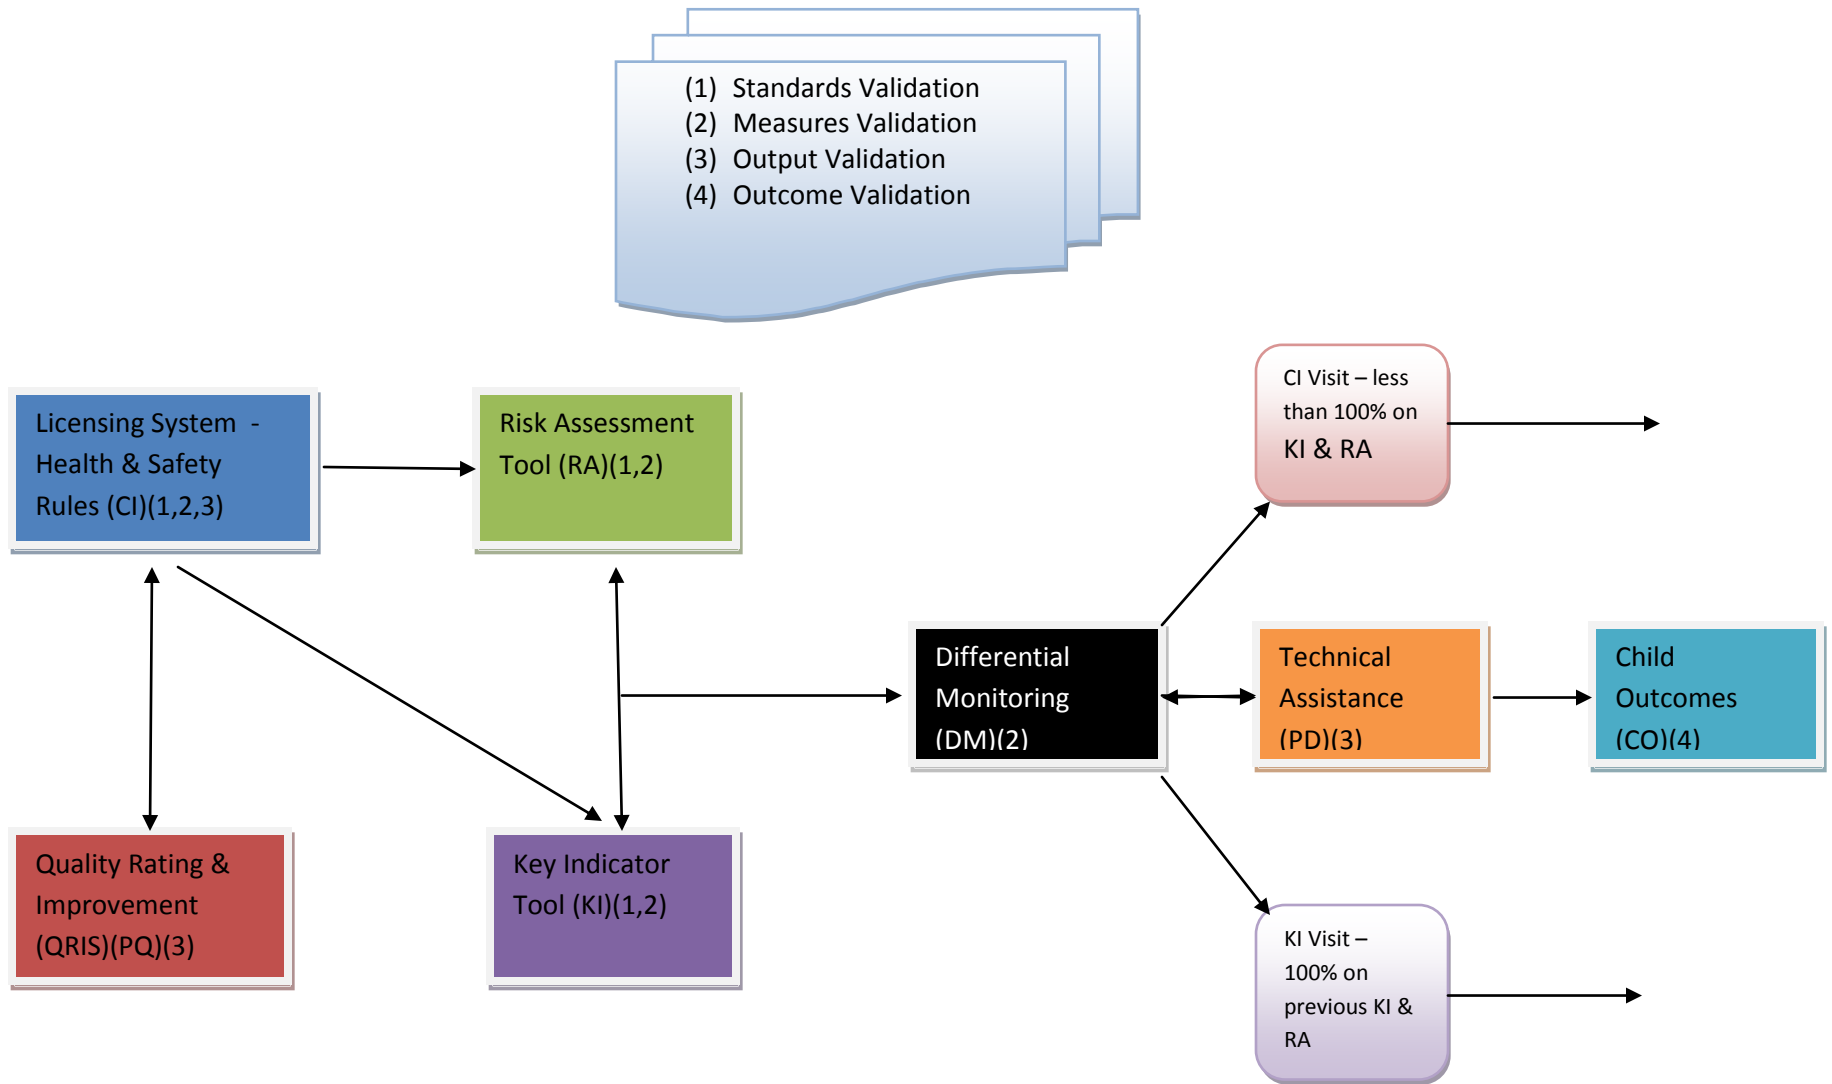 (1) Standards Validation
(2) Measures Validation
(3) Output Validation
(4) Outcome Validation
CI Visit – less
than 100% on
KI & RA
Licensing System -
Health & Safety
Rules (CI)(1,2,3)
Risk Assessment
Tool (RA)(1,2)
Differential
Monitoring
(DM)(2)
Technical
Assistance
(PD)(3)
Child
Outcomes
(CO)(4)
Quality Rating &
Improvement
(QRIS)(PQ)(3)
Key Indicator
Tool (KI)(1,2)
KI Visit –
100% on
previous KI &
RA